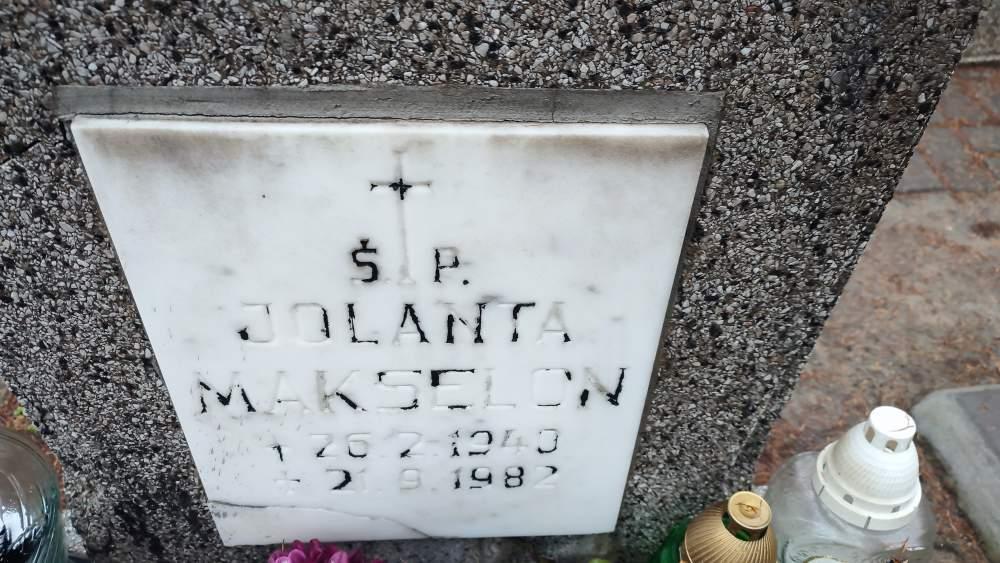 Ś. P.
JOLANTA
MAKSELON
26.2.1940
+ 21.9.1982